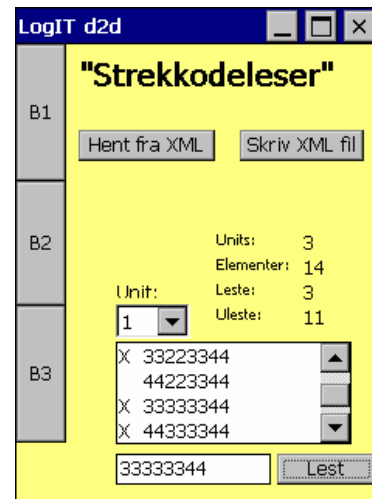 LogIT d2d
"Strekkodeleser"
B1
Hent fra XML
Skriv XML fil
B2
Units: 3
Elementer: 14
Leste: 3
Uleste: 11
Unit:
1
B3
X 33223344
44223344
X 33333344
X 44333344
33333344
Lest